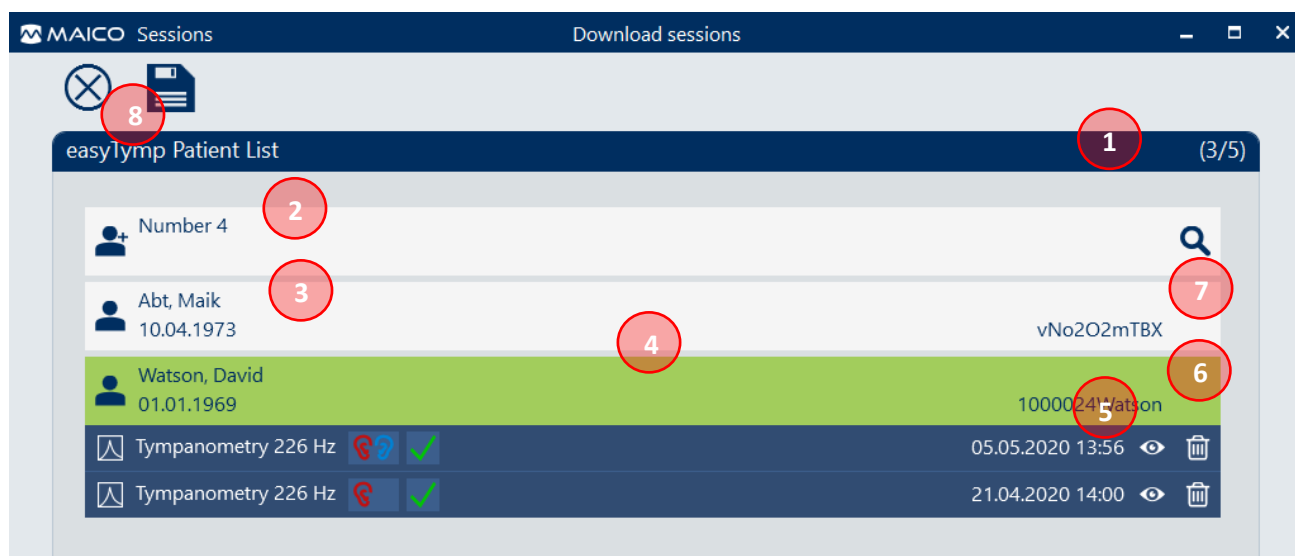 MAICO Sessions Download sessions
8
1
easyTymp Patient List (3/5)
2
Number 4
3
7
Abt, Maik
10.04.1973 vNo2O2mTBX
4
6
Watson, David
01.01.1969 1000024Watson
5
Tympanometry 226 Hz 05.05.2020 13:56
Tympanometry 226 Hz 21.04.2020 14:00